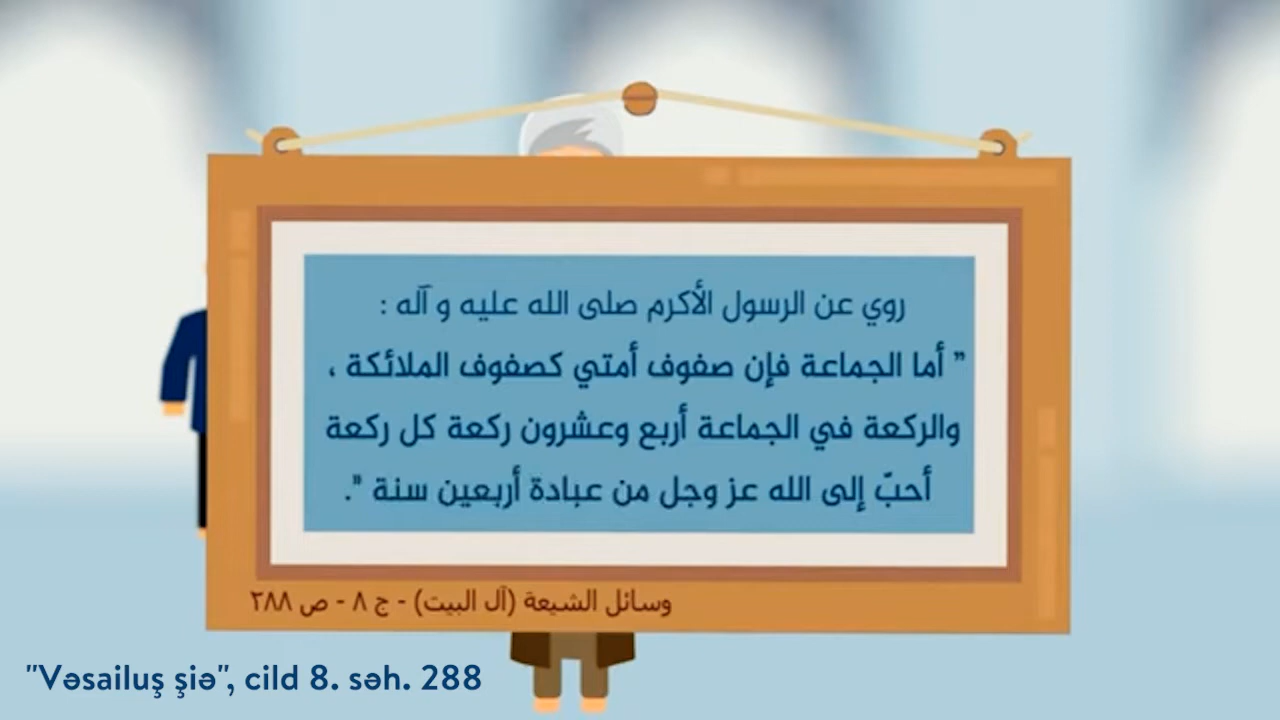 روي عن الرسول الأكرم صلى الله عليه و آله :
" أما الجماعة فإن صفوف أمتي كصفوف الملائكة ،
والركعة في الجماعة أربع وعشرون ركعة كل ركعة
أحبّ إلى الله عز وجل من عبادة أربعين سنة ".
وسائل الشيعة (آل البيت) - ج ٨ - ص ٢٨٨
"Vəsailuş şiə", cild 8. səh. 288